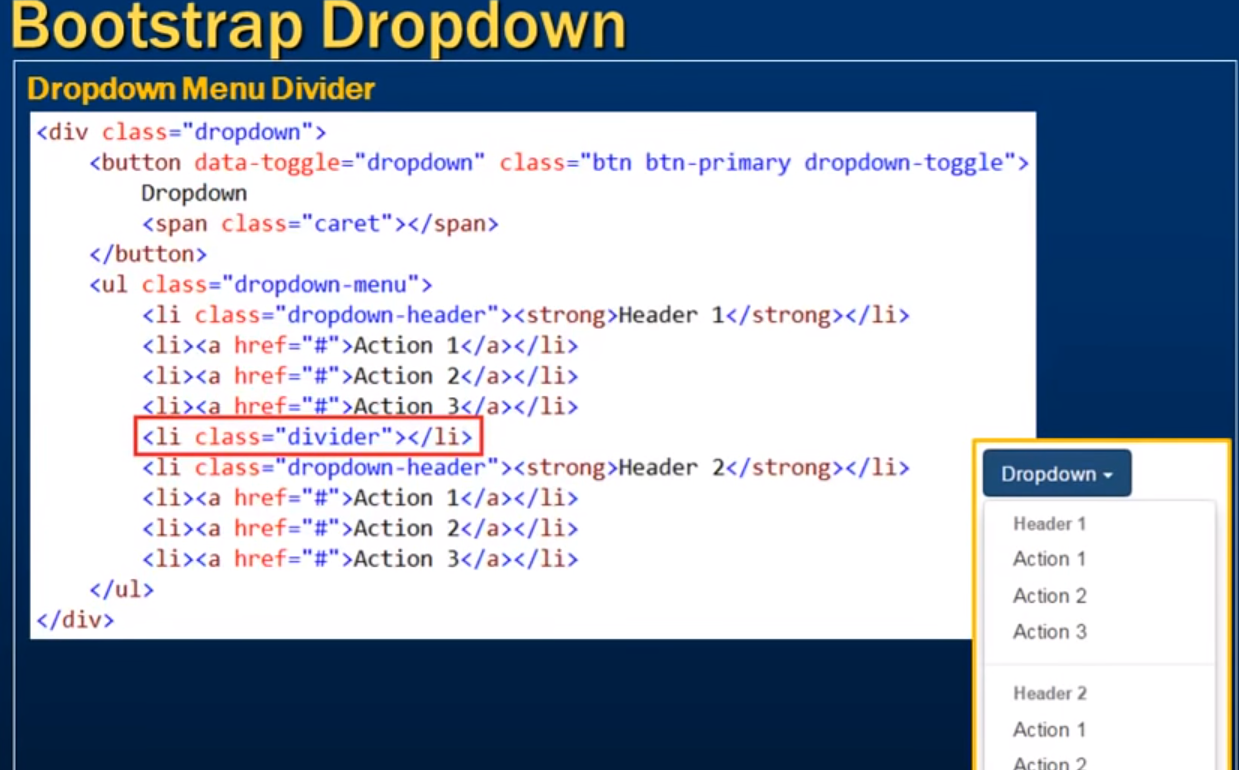 Bootstrap Dropdown
Dropdown Menu Divider
<div class="dropdown">
<button data-toggle="dropdown" class="btn btn-primary dropdown-toggle">
Dropdown
<span class="caret"></span>
</button>
<ul class="dropdown-menu">
<li class="dropdown-header"><strong>Header 1</strong></li>
<li><a href="#">Action 1</a></li>
<li><a href="#">Action 2</a></li>
<li><a href="#">Action 3</a></li>
<li class="divider"></li>
<li class="dropdown-header"><strong>Header 2</strong></li>
<li><a href="#">Action 1</a></li>
<li><a href="#">Action 2</a></li>
<li><a href="#">Action 3</a></li>
</ul>
</div>
Dropdown
Header 1
Action 1
Action 2
Action 3
Header 2
Action 1
Action 2